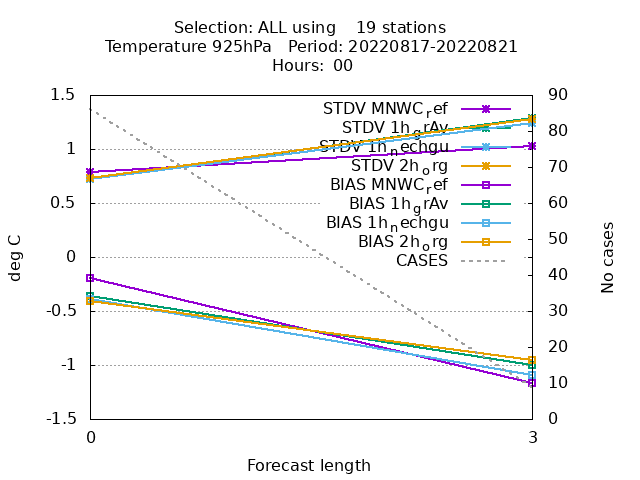 Selection: ALL using    19 stations
Temperature 925hPa   Period: 20220817-20220821
Hours:  00
STDV MNWC_ref
STDV 1h_grAv
STDV 1h_nechgu
STDV 2h_org
BIAS MNWC_ref
BIAS 1h_grAv
BIAS 1h_nechgu
BIAS 2h_org
CASES
1.5
1
0.5
0
-0.5
-1
-1.5
deg C
90
80
70
60
50
40
30
20
10
0
No cases
0 3
Forecast length